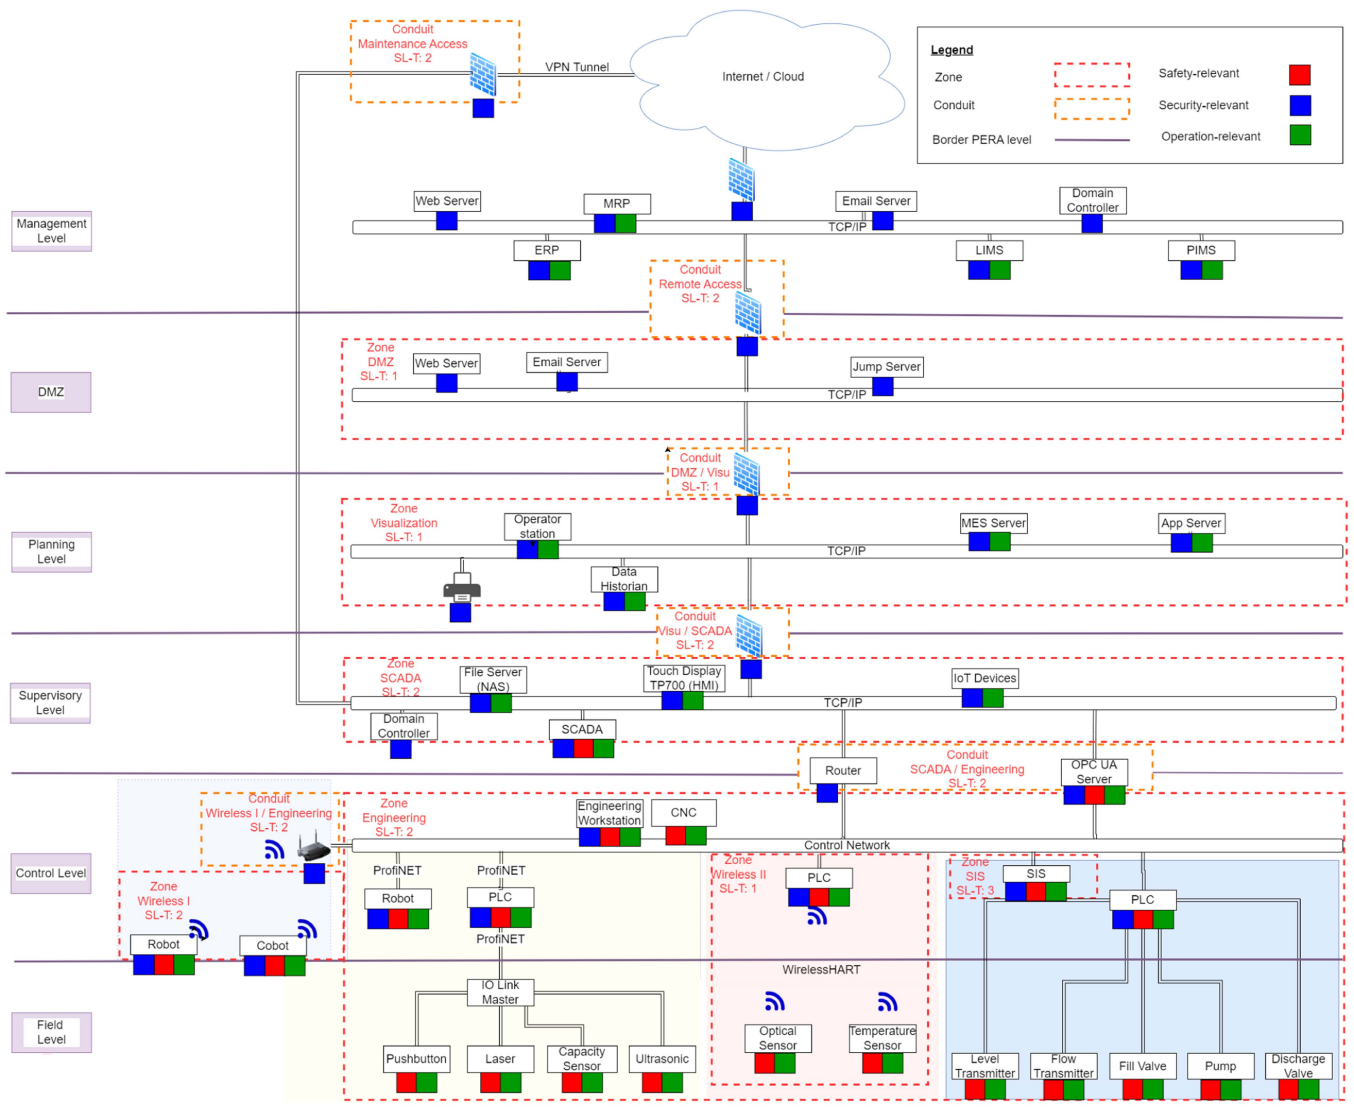 Conduit
Maintenance Access
SL-T: 2
VPN Tunnel
Internet / Cloud
Legend
Zone
Safety-relevant
Conduit
Security-relevant
Border PERA level
Operation-relevant
Management
Level
Web Server
MRP
Email Server
Domain
Controller
TCP/IP
ERP
LIMS
PIMS
Conduit
Remote Access
SL-T: 2
DMZ
Zone
DMZ
SL-T: 1
Web Server
Email Server
Jump Server
TCP/IP
Conduit
DMZ / Visu
SL-T: 1
Planning
Level
Zone
Visualization
SL-T: 1
Operator
station
MES Server
App Server
TCP/IP
Data
Historian
Conduit
Visu / SCADA
SL-T: 2
Supervisory
Level
Zone
SCADA
SL-T: 2
File Server
(NAS)
Touch Display
TP700 (HMI)
IoT Devices
TCP/IP
Domain
Controller
SCADA
Router
Conduit
SCADA / Engineering
SL-T: 2
OPC UA
Server
Control Level
Conduit
Wireless I / Engineering
SL-T: 2
Zone
Engineering
SL-T: 2
Engineering
Workstation
CNC
Control Network
Zone
Wireless I
SL-T: 2
Robot
Cobot
ProfiNET
Robot
ProfiNET
PLC
ProfiNET
Zone
Wireless II
SL-T: 1
PLC
Zone
SIS
SL-T: 3
SIS
PLC
WirelessHART
Field
Level
IO Link
Master
Pushbutton
Laser
Capacity
Sensor
Ultrasonic
Optical
Sensor
Temperature
Sensor
Level
Transmitter
Flow
Transmitter
Fill Valve
Pump
Discharge
Valve